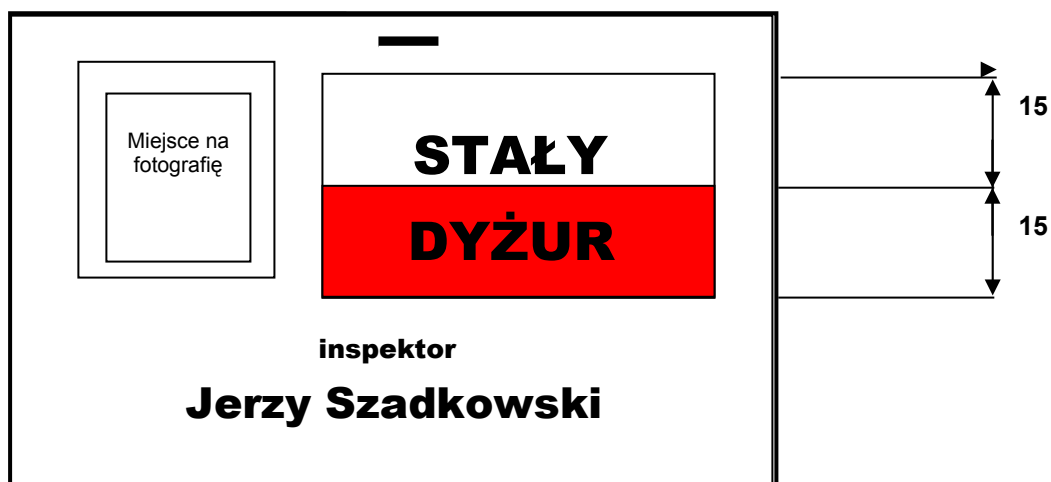 Miejsce na
fotografię
STAŁY
DYŻUR
15
15
inspektor
Jerzy Szadkowski